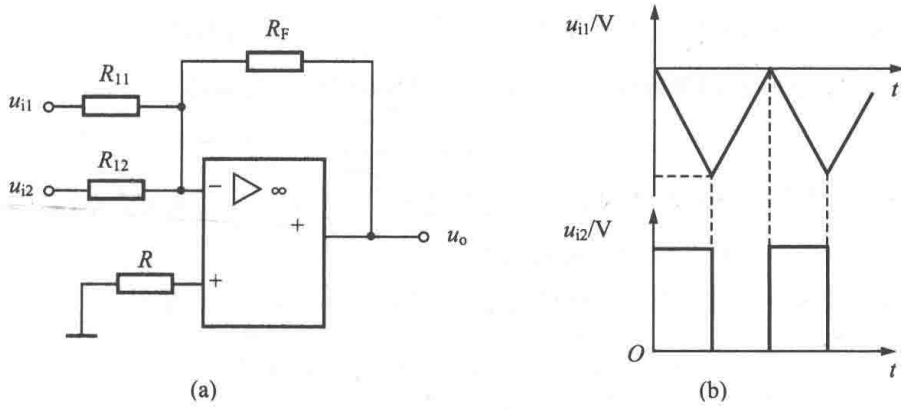 R_F
R_11
u_i1
R_12
u_i2
− ▷ ∞
+
u_o
R
+
(a)
u_i1/V
t
u_i2/V
O
t
(b)